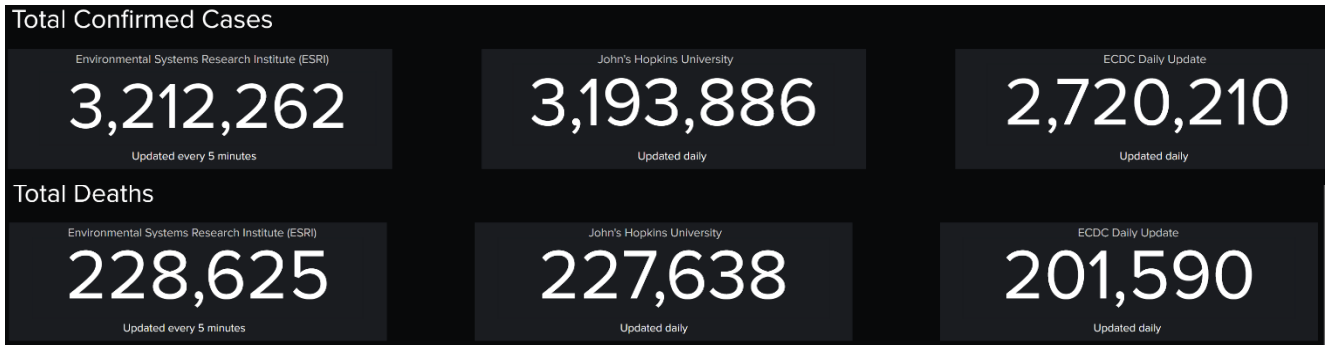 Total Confirmed Cases
Environmental Systems Research Institute (ESRI)
3,212,262
Updated every 5 minutes
John's Hopkins University
3,193,886
Updated daily
ECDC Daily Update
2,720,210
Updated daily
Total Deaths
Environmental Systems Research Institute (ESRI)
228,625
Updated every 5 minutes
John's Hopkins University
227,638
Updated daily
ECDC Daily Update
201,590
Updated daily